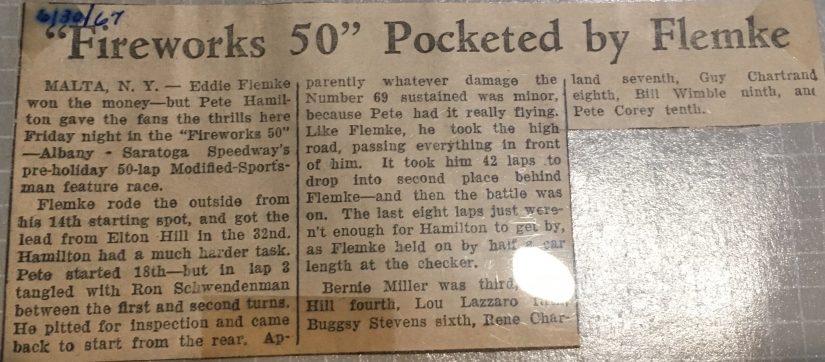 6/30/67
"Fireworks 50" Pocketed by Flemke
MALTA, N. Y. — Eddie Flemke
won the money—but Pete Hamil-
ton gave the fans the thrills here
Friday night in the "Fireworks 50"
—Albany - Saratoga Speedway's
pre-holiday 50-lap Modified-Sports-
man feature race.
Flemke rode the outside from
his 14th starting spot, and got the
lead from Elton Hill in the 32nd.
Hamilton had a much harder task.
Pete started 18th—but in lap 3
tangled with Ron Schwendenman
between the first and second turns.
He pitted for inspection and came
back to start from the rear. Ap-
parently whatever damage the
Number 69 sustained was minor,
because Pete had it really flying.
Like Flemke, he took the high
road, passing everything in front
of him. It took him 42 laps to
drop into second place behind
Flemke—and then the battle was
on. The last eight laps just were-
n't enough for Hamilton to get by,
as Flemke held on by half a car
length at the checker.
Bernie Miller was third,
Hill fourth, Lou Lazzaro
Buggsy Stevens sixth, Rene Char-
land seventh, Guy Chartrand
eighth, Bill Wimble ninth, and
Pete Corey tenth.